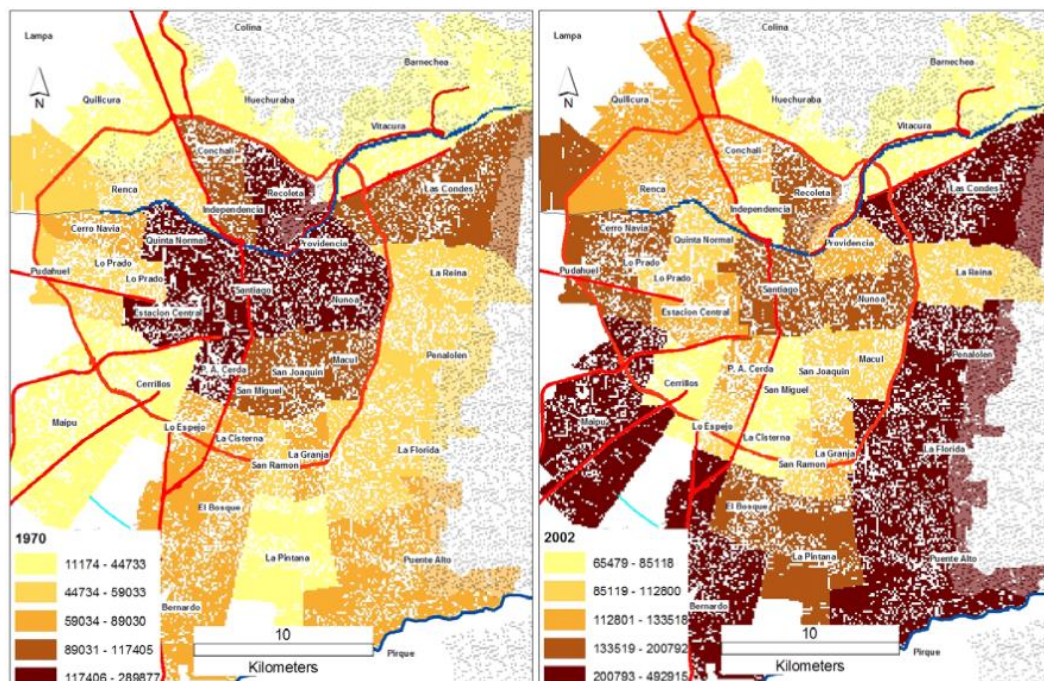 Colina
Lampa
Barnechea
N
Quilicura
Huechuraba
Vitacura
Conchali
Renca
Recoleta
Las Condes
Independencia
Cerro Navia
Quinta Normal
Providencia
Lo Prado
La Reina
Pudahuel
Lo Prado
Santiago
Nunoa
Estacion Central
Macul
Penalolen
P. A. Cerda
San Joaquin
Cerrillos
San Miguel
Maipu
Lo Espejo
La Cisterna
La Florida
La Granja
San Ramon
El Bosque
1970
La Pintana
Puente Alto
11174 - 44733
44734 - 59033
Bernardo
59034 - 89030
10
89031 - 117405
Pirque
Kilometers
117406 - 289877
Colina
Lampa
Barnechea
N
Quilicura
Huechuraba
Vitacura
Conchali
Renca
Recoleta
Las Condes
Independencia
Cerro Navia
Quinta Normal
Providencia
Lo Prado
La Reina
Pudahuel
Lo Prado
Santiago
Nunoa
Estacion Central
Macul
Penalolen
P. A. Cerda
San Joaquin
Cerrillos
San Miguel
Maipu
Lo Espejo
La Cisterna
La Florida
La Granja
San Ramon
El Bosque
2002
La Pintana
Puente Alto
65479 - 85118
85119 - 112800
Bernardo
112801 - 133518
10
133519 - 200792
Pirque
Kilometers
200793 - 492915